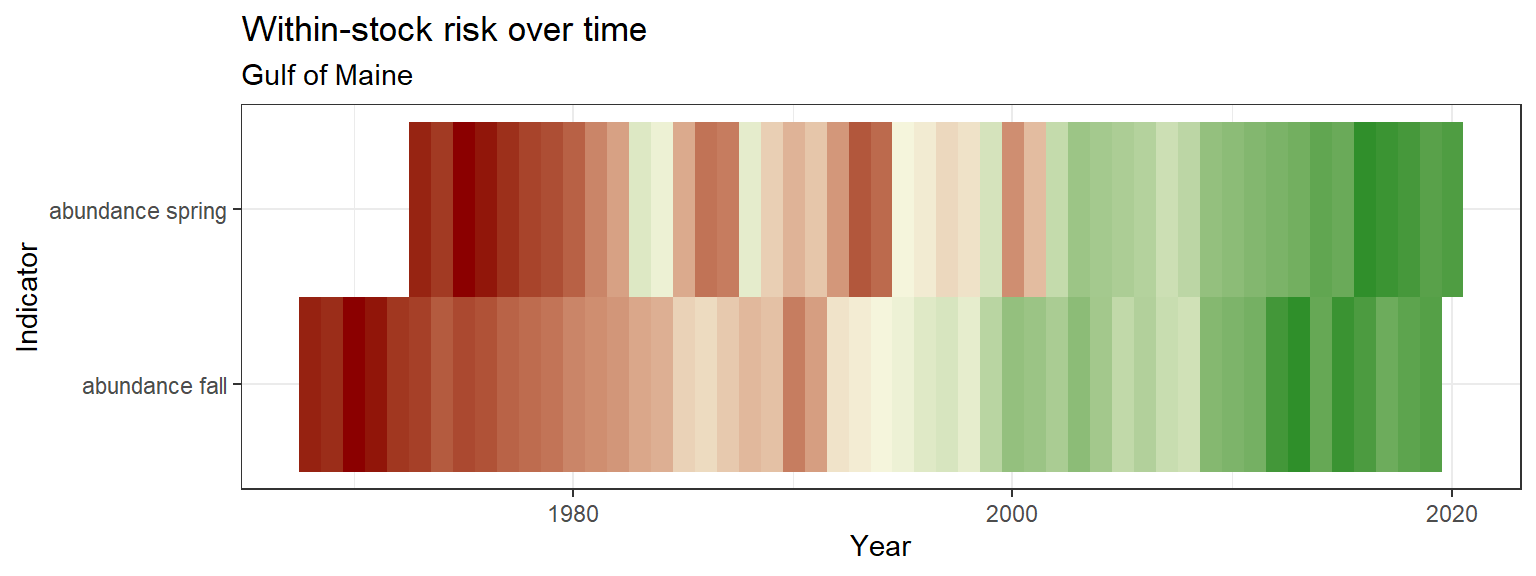 Within-stock risk over time
Gulf of Maine
Indicator
abundance spring
abundance fall
1980
2000
2020
Year